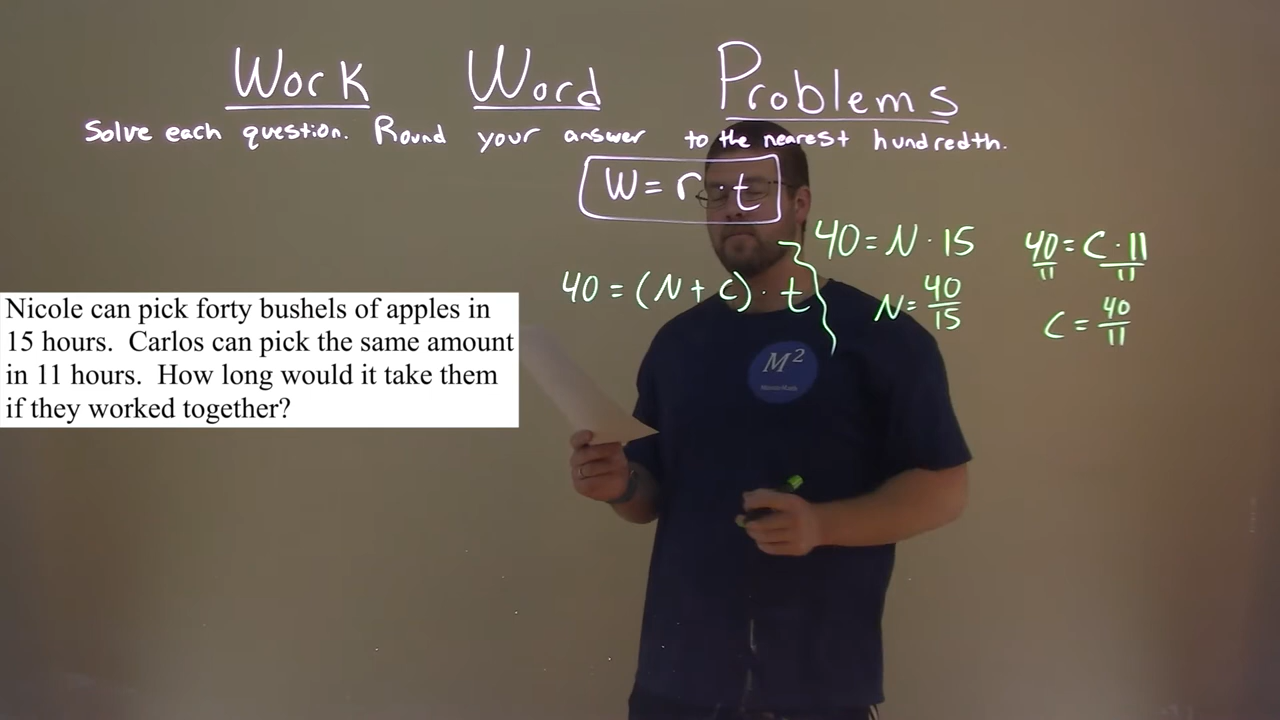 Work Word Problems
Solve each question. Round your answer to the nearest hundredth.
W = r · t
40 = (N + C) · t
40 = N · 15
N = 40/15
40/11 = C · 11/11
C = 40/11
Nicole can pick forty bushels of apples in
15 hours. Carlos can pick the same amount
in 11 hours. How long would it take them
if they worked together?
M²